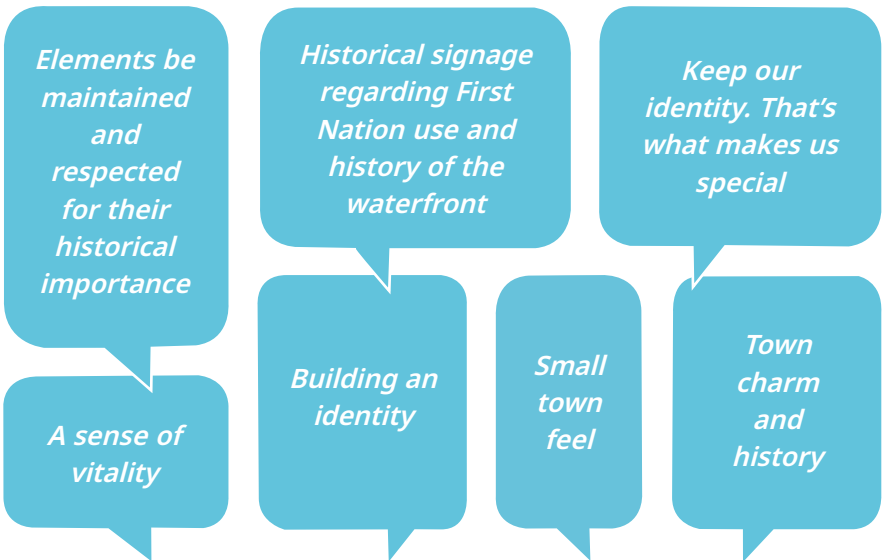 Elements be
maintained
and
respected
for their
historical
importance
Historical signage
regarding First
Nation use and
history of the
waterfront
Keep our
identity. That’s
what makes us
special
A sense of
vitality
Building an
identity
Small
town
feel
Town
charm
and
history